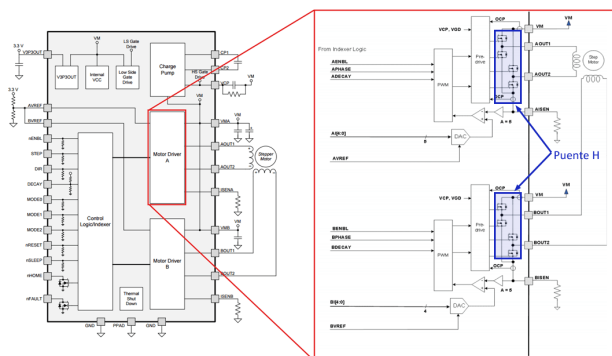 VM
LS Gate
Drive
3.3 V
V3P3OUT
V3P3OUT
Internal
VCC
Low Side
Gate
Drive
Charge
Pump
CP1
CP2
VCP
VM
HS Gate
Drive
VM
3.3 V
AVREF
BVREF
VMA
nENBL
STEP
DIR
DECAY
MODE0
MODE1
MODE2
nRESET
nSLEEP
nHOME
nFAULT
Control
Logic/Indexer
Motor Driver
A
AOUT1
AOUT2
Stepper
Motor
ISENA
VM
VMB
Motor Driver
B
BOUT1
BOUT2
ISENB
Thermal
Shut
Down
GND
PPAD
GND
OCP
VM
VM
VCP, VGD
AOUT1
Step
Motor
From Indexer Logic
Pre-
drive
AENBL
APHASE
ADECAY
PWM
AOUT2
OCP
AISEN
A = 5
AI[4:0]
DAC
AVREF
Puente H
OCP
VM
VM
VCP, VGD
BOUT1
Pre-
drive
BENBL
BPHASE
BDECAY
PWM
BOUT2
OCP
BISEN
A = 5
BI[4:0]
DAC
BVREF